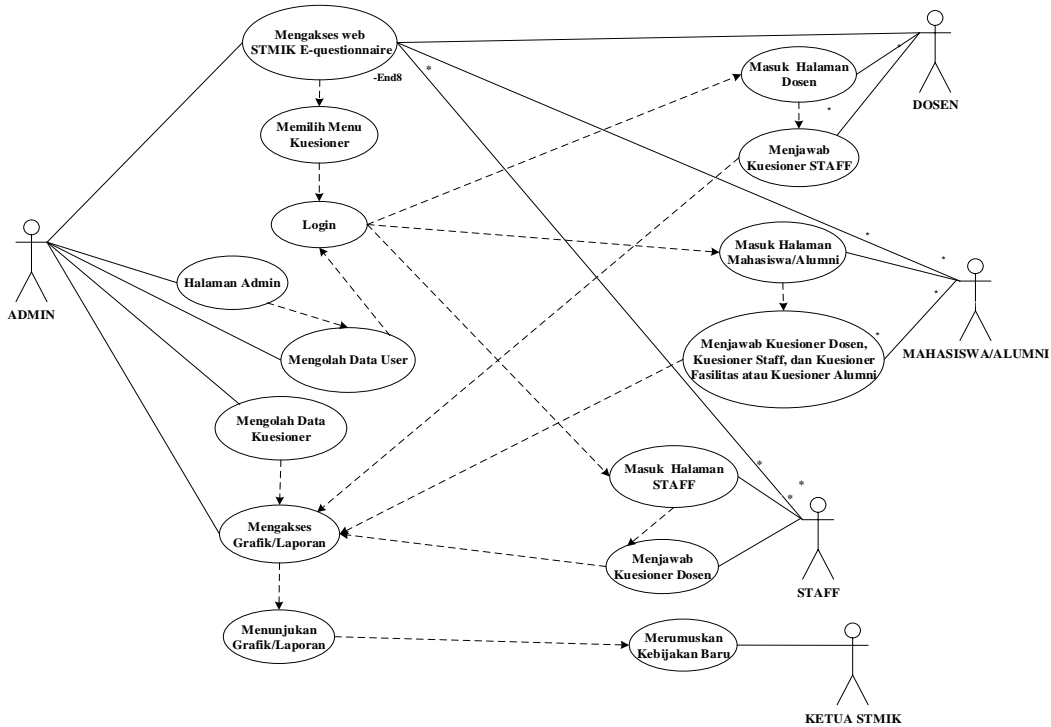 Mengakses web
STMIK E-questionnaire
-End8
*
Masuk Halaman
Dosen
*
*
DOSEN
Memilih Menu
Kuesioner
Menjawab
Kuesioner STAFF
Login
Masuk Halaman
Mahasiswa/Alumni
*
*
*
Halaman Admin
ADMIN
Mengolah Data User
Menjawab Kuesioner Dosen,
Kuesioner Staff, dan Kuesioner
Fasilitas atau Kuesioner Alumni
*
MAHASISWA/ALUMNI
Mengolah Data
Kuesioner
Masuk Halaman
STAFF
*
*
*
Mengakses
Grafik/Laporan
Menjawab
Kuesioner Dosen
STAFF
Menunjukan
Grafik/Laporan
Merumuskan
Kebijakan Baru
KETUA STMIK